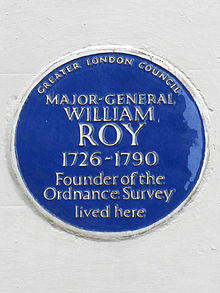 GREATER LONDON COUNCIL
MAJOR-GENERAL
WILLIAM
ROY
1726-1790
Founder of the
Ordnance Survey
lived here